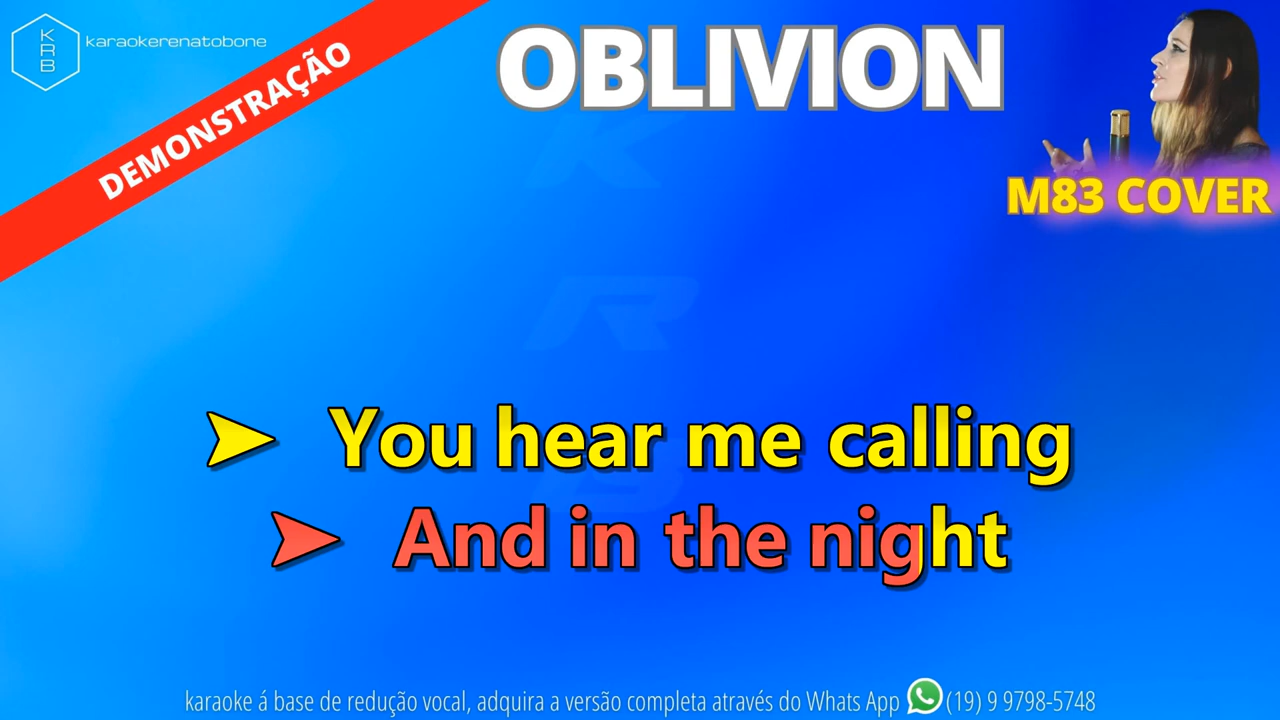 KRB
karaokerenatobone
DEMONSTRAÇÃO
OBLIVION
M83 COVER
K
R
B
➤ You hear me calling
➤ And in the night
karaoke á base de redução vocal, adquira a versão completa através do Whats App (19) 9 9798-5748